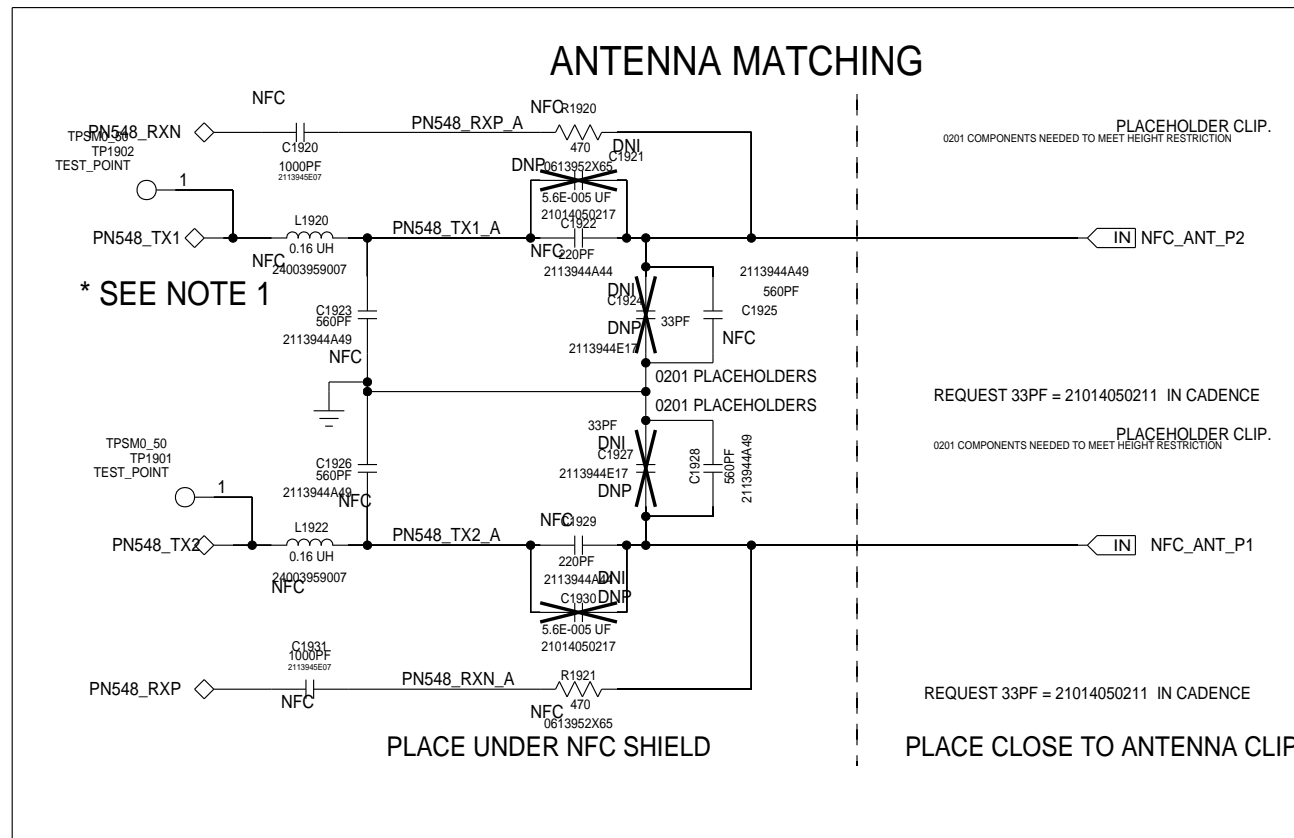 ANTENNA MATCHING
NFC
PN548_RXN
TPSM0_50
TP1902
TEST_POINT
1
C1920
1000PF
2113945E07
PN548_RXP_A
NFC
R1920
470
0613952X65
DNI
C1921
DNP
5.6E-005 UF
21014050217
PLACEHOLDER CLIP.
0201 COMPONENTS NEEDED TO MEET HEIGHT RESTRICTION
PN548_TX1
L1920
0.16 UH
24003959007
NFC
PN548_TX1_A
C1922
220PF
2113944A44
NFC
IN
NFC_ANT_P2
* SEE NOTE 1
C1923
560PF
2113944A49
NFC
DNI
C1924
33PF
DNP
2113944E17
2113944A49
560PF
C1925
NFC
0201 PLACEHOLDERS
0201 PLACEHOLDERS
REQUEST 33PF = 21014050211 IN CADENCE
PLACEHOLDER CLIP.
0201 COMPONENTS NEEDED TO MEET HEIGHT RESTRICTION
TPSM0_50
TP1901
TEST_POINT
1
C1926
560PF
2113944A49
NFC
33PF
DNI
C1927
2113944E17
DNP
C1928
560PF
2113944A49
PN548_TX2
L1922
0.16 UH
24003959007
NFC
PN548_TX2_A
NFC
C1929
220PF
2113944A44
DNI
C1930
DNP
5.6E-005 UF
21014050217
IN
NFC_ANT_P1
PN548_RXP
C1931
1000PF
2113945E07
NFC
PN548_RXN_A
R1921
470
NFC
0613952X65
REQUEST 33PF = 21014050211 IN CADENCE
PLACE UNDER NFC SHIELD
PLACE CLOSE TO ANTENNA CLIP